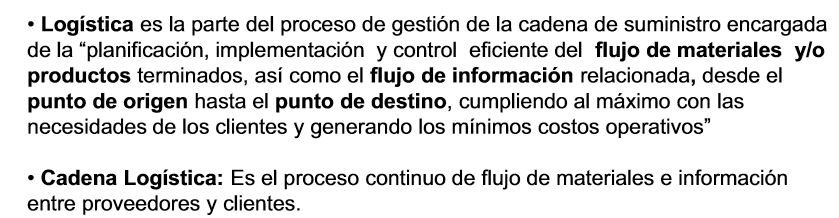 • Logística es la parte del proceso de gestión de la cadena de suministro encargada
de la “planificación, implementación y control eficiente del flujo de materiales y/o
productos terminados, así como el flujo de información relacionada, desde el
punto de origen hasta el punto de destino, cumpliendo al máximo con las
necesidades de los clientes y generando los mínimos costos operativos”
• Cadena Logística: Es el proceso continuo de flujo de materiales e información
entre proveedores y clientes.